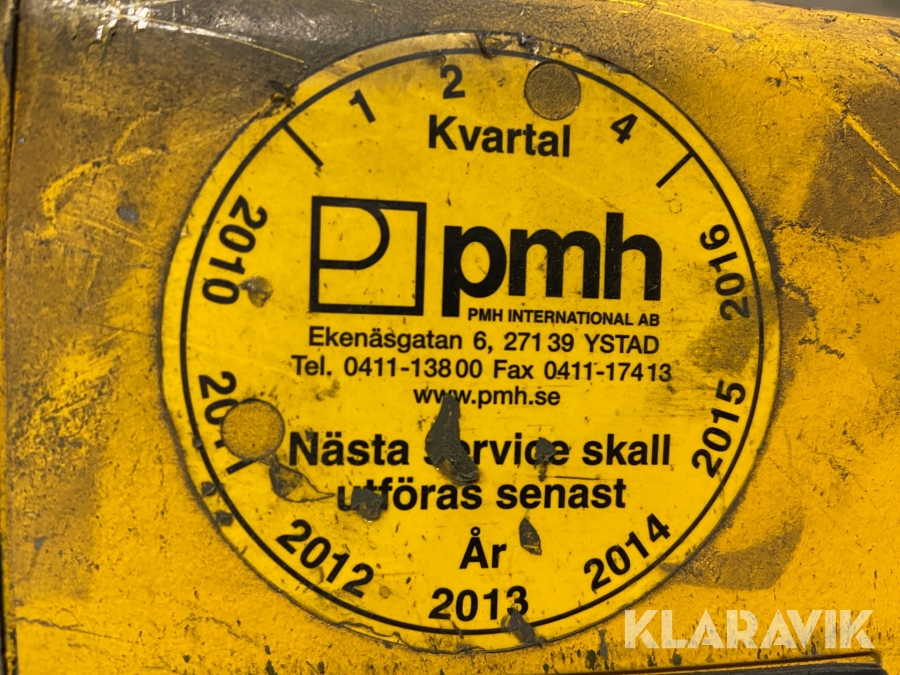 1 2 4
Kvartal
pmh
PMH INTERNATIONAL AB
Ekenäsgatan 6, 271 39 YSTAD
Tel. 0411-138 00 Fax 0411-174 13
www.pmh.se
Nästa service skall
utföras senast
År
2010
2012
2013
2014
2015
2016
KLARAVIK